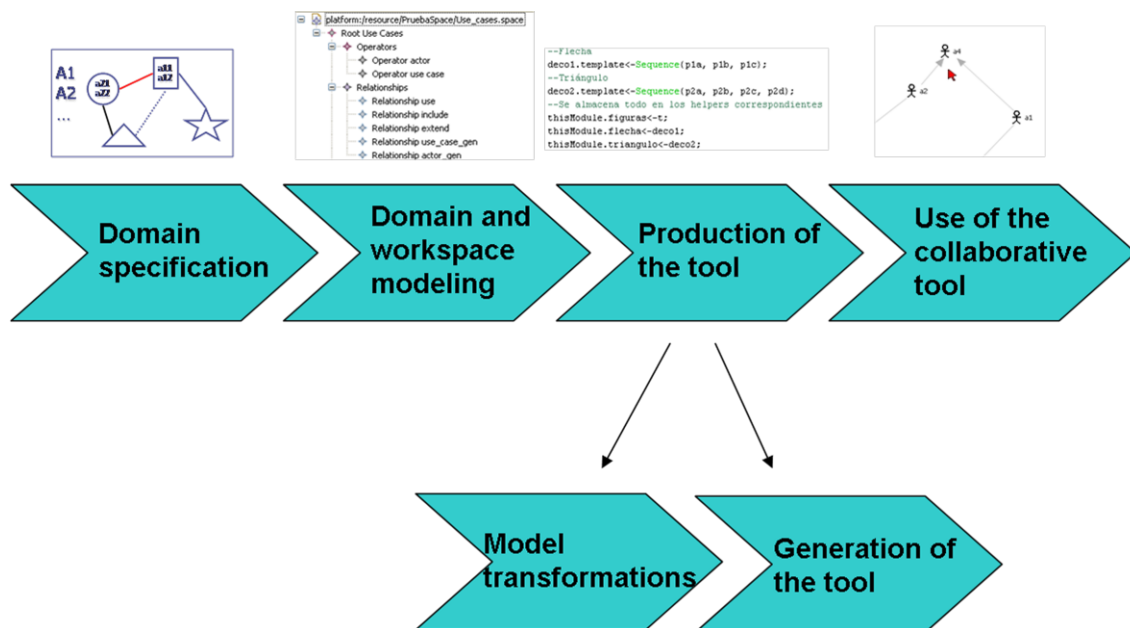 A1
A2
...
a21
a22
a11
a12
platform:/resource/PruebaSpace/Use_cases.space
Root Use Cases
Operators
Operator actor
Operator use case
Relationships
Relationship use
Relationship include
Relationship extend
Relationship use_case_gen
Relationship actor_gen
--Flecha
deco1.template<-Sequence(p1a, p1b, p1c);
--Triángulo
deco2.template<-Sequence(p2a, p2b, p2c, p2d);
--Se almacena todo en los helpers correspondientes
thisModule.figuras<-t;
thisModule.flecha<-deco1;
thisModule.triangulo<-deco2;
a4
a2
a1
Domain
specification
Domain and
workspace
modeling
Production of
the tool
Use of the
collaborative
tool
Model
transformations
Generation of
the tool